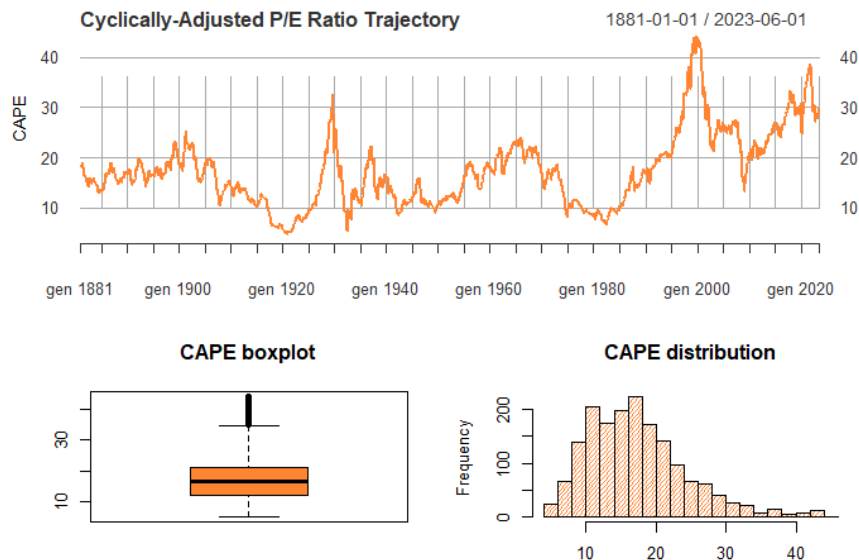 Cyclically-Adjusted P/E Ratio Trajectory 1881-01-01 / 2023-06-01
CAPE
40 40
30 30
20 20
10 10
gen 1881 gen 1900 gen 1920 gen 1940 gen 1960 gen 1980 gen 2000 gen 2020
CAPE boxplot
30
10
CAPE distribution
Frequency
200
100
0
10 20 30 40